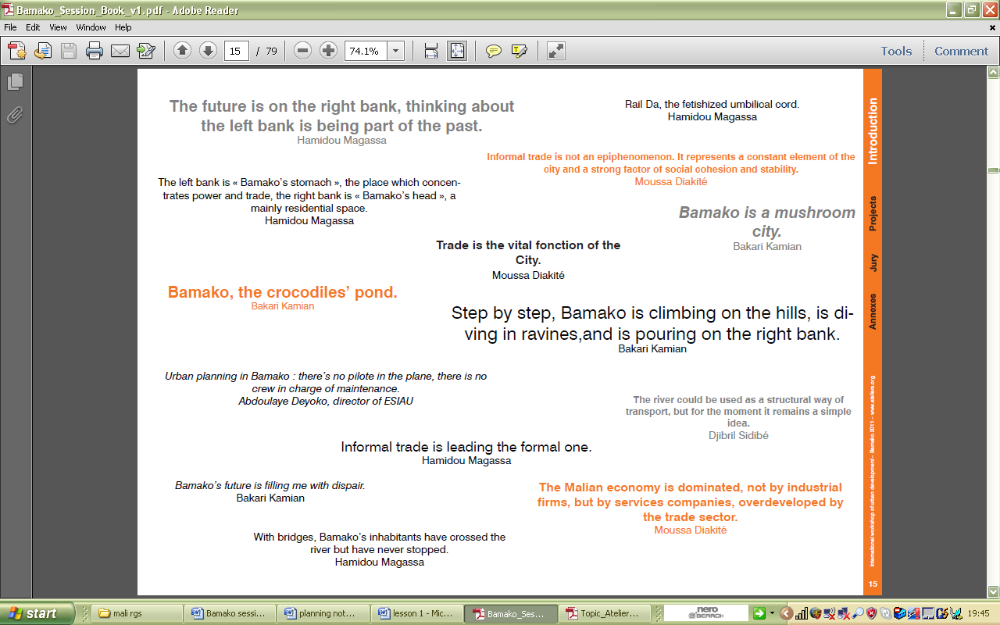 Bamako_Session_Book_v1.pdf - Adobe Reader
File Edit View Window Help
15 / 79
74.1%
Tools
Comment
The future is on the right bank, thinking about
the left bank is being part of the past.
Hamidou Magassa
Rail Da, the fetishized umbilical cord.
Hamidou Magassa
Informal trade is not an epiphenomenon. It represents a constant element of the
city and a strong factor of social cohesion and stability.
Moussa Diakité
The left bank is « Bamako's stomach », the place which concen-
trates power and trade, the right bank is « Bamako's head », a
mainly residential space.
Hamidou Magassa
Bamako is a mushroom
city.
Bakari Kamian
Trade is the vital fonction of the
City.
Moussa Diakité
Bamako, the crocodiles' pond.
Bakari Kamian
Step by step, Bamako is climbing on the hills, is di-
ving in ravines,and is pouring on the right bank.
Bakari Kamian
Urban planning in Bamako : there's no pilote in the plane, there is no
crew in charge of maintenance.
Abdoulaye Deyoko, director of ESIAU
The river could be used as a structural way of
transport, but for the moment it remains a simple
idea.
Djibril Sidibé
Informal trade is leading the formal one.
Hamidou Magassa
Bamako's future is filling me with dispair.
Bakari Kamian
The Malian economy is dominated, not by industrial
firms, but by services companies, overdeveloped by
the trade sector.
Moussa Diakité
With bridges, Bamako's inhabitants have crossed the
river but have never stopped.
Hamidou Magassa
Introduction
Projects
Jury
Annexes
International workshop of urban development – Bamako 2011 – www.ateliers.org
15
start
mali rgs
Bamako sessi...
planning not...
lesson 1 - Mic...
Bamako_Ses...
Topic_Atelier...
nero
SEARCH
19:45